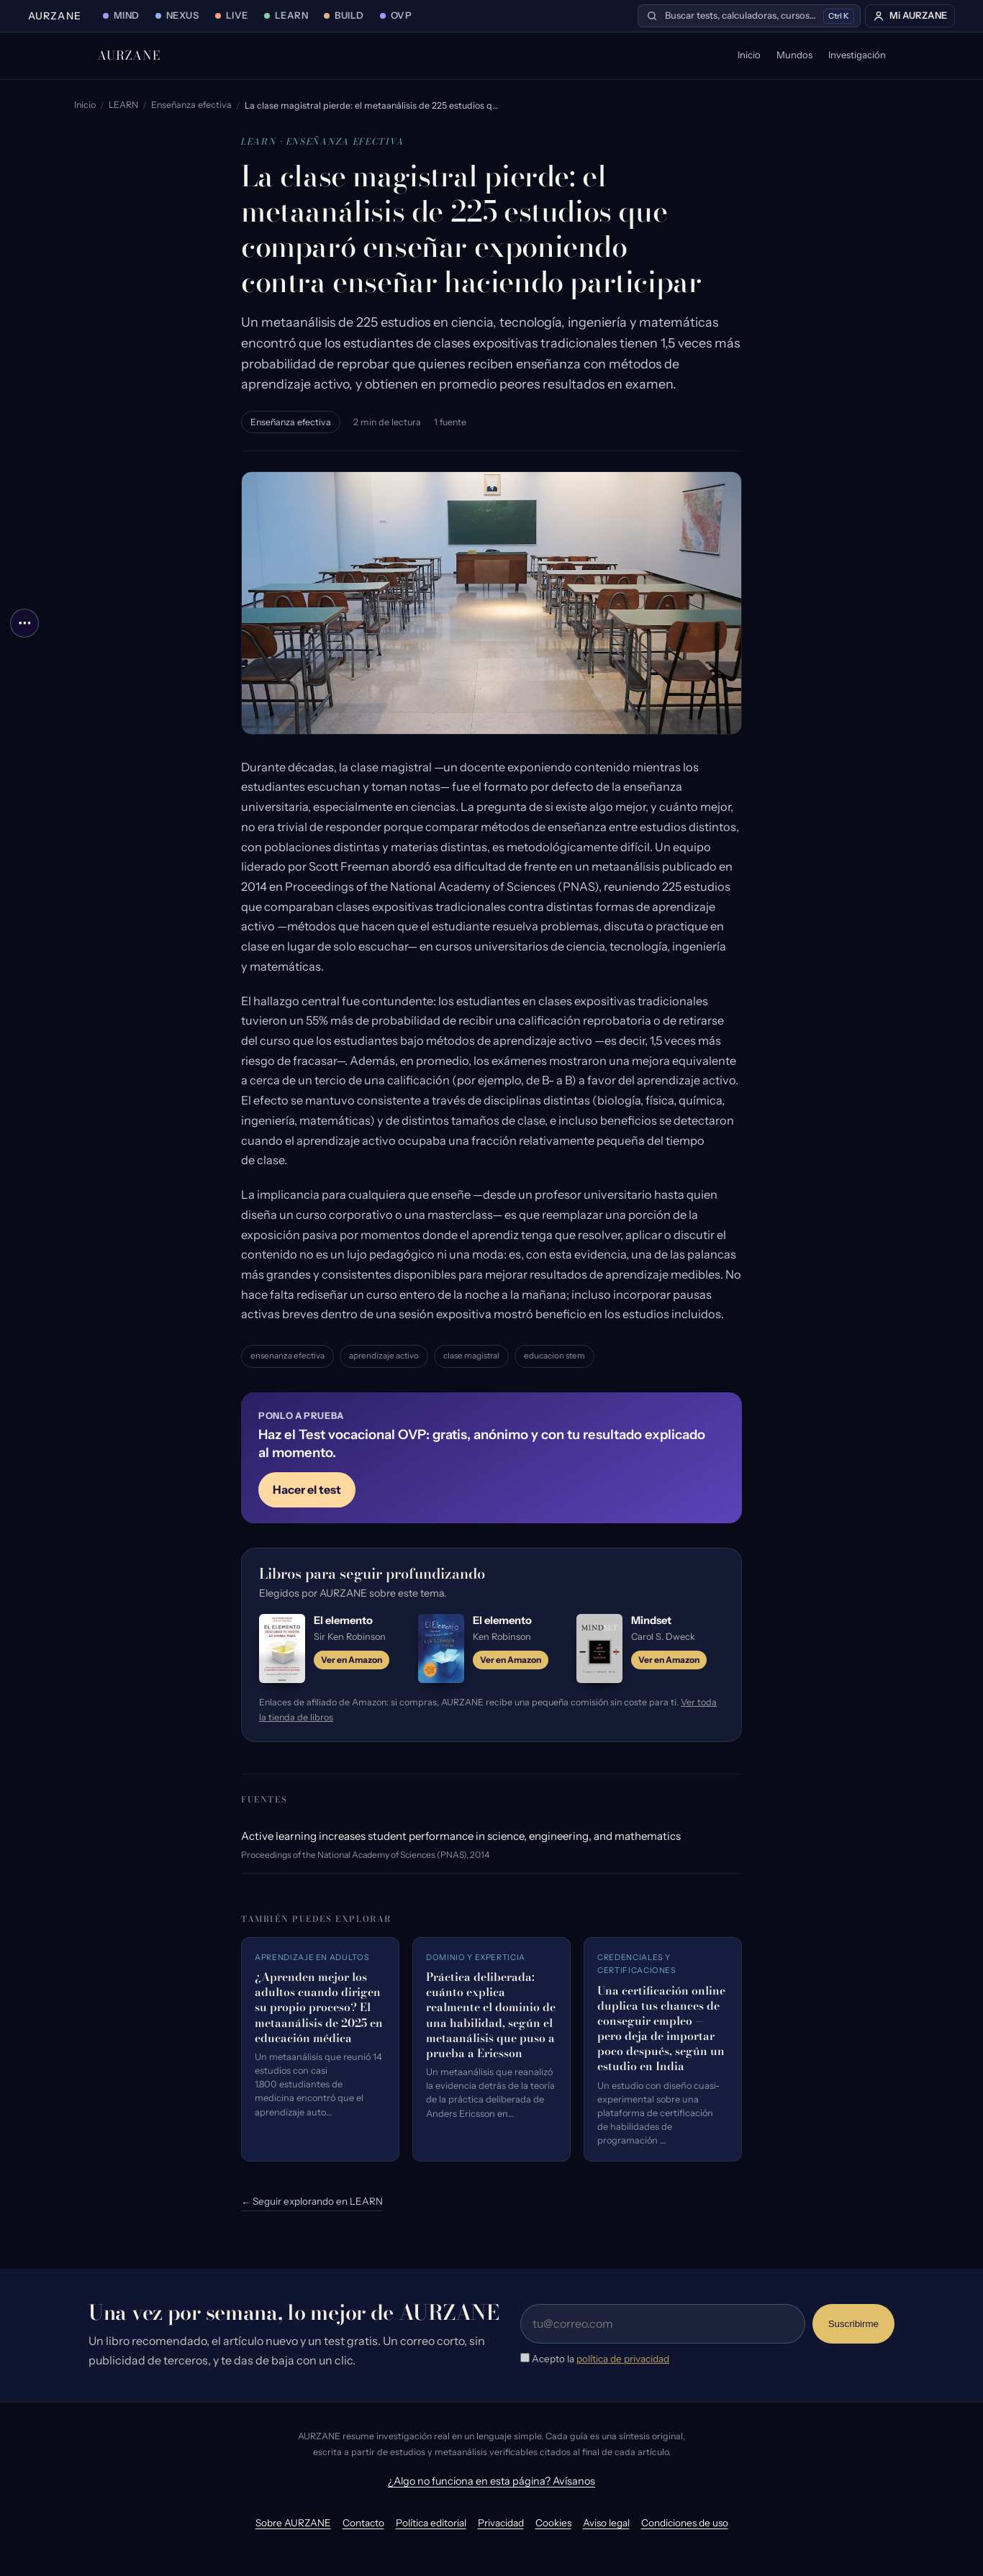 AURZANE
MIND
NEXUS
LIVE
LEARN
BUILD
OVP
Buscar tests, calculadoras, cursos...
Ctrl K
Mi AURZANE
AURZANE
Inicio
Mundos
Investigación
Inicio / LEARN / Enseñanza efectiva / La clase magistral pierde: el metaanálisis de 225 estudios q...
LEARN · ENSEÑANZA EFECTIVA
La clase magistral pierde: el
metaanálisis de 225 estudios que
comparó enseñar exponiendo
contra enseñar haciendo participar
Un metaanálisis de 225 estudios en ciencia, tecnología, ingeniería y matemáticas
encontró que los estudiantes de clases expositivas tradicionales tienen 1,5 veces más
probabilidad de reprobar que quienes reciben enseñanza con métodos de
aprendizaje activo, y obtienen en promedio peores resultados en examen.
Enseñanza efectiva
2 min de lectura
1 fuente
Durante décadas, la clase magistral —un docente exponiendo contenido mientras los
estudiantes escuchan y toman notas— fue el formato por defecto de la enseñanza
universitaria, especialmente en ciencias. La pregunta de si existe algo mejor, y cuánto mejor,
no era trivial de responder porque comparar métodos de enseñanza entre estudios distintos,
con poblaciones distintas y materias distintas, es metodológicamente difícil. Un equipo
liderado por Scott Freeman abordó esa dificultad de frente en un metaanálisis publicado en
2014 en Proceedings of the National Academy of Sciences (PNAS), reuniendo 225 estudios
que comparaban clases expositivas tradicionales contra distintas formas de aprendizaje
activo —métodos que hacen que el estudiante resuelva problemas, discuta o practique en
clase en lugar de solo escuchar— en cursos universitarios de ciencia, tecnología, ingeniería
y matemáticas.
El hallazgo central fue contundente: los estudiantes en clases expositivas tradicionales
tuvieron un 55% más de probabilidad de recibir una calificación reprobatoria o de retirarse
del curso que los estudiantes bajo métodos de aprendizaje activo —es decir, 1,5 veces más
riesgo de fracasar—. Además, en promedio, los exámenes mostraron una mejora equivalente
a cerca de un tercio de una calificación (por ejemplo, de B- a B) a favor del aprendizaje activo.
El efecto se mantuvo consistente a través de disciplinas distintas (biología, física, química,
ingeniería, matemáticas) y de distintos tamaños de clase, e incluso beneficios se detectaron
cuando el aprendizaje activo ocupaba una fracción relativamente pequeña del tiempo
de clase.
La implicancia para cualquiera que enseñe —desde un profesor universitario hasta quien
diseña un curso corporativo o una masterclass— es que reemplazar una porción de la
exposición pasiva por momentos donde el aprendiz tenga que resolver, aplicar o discutir el
contenido no es un lujo pedagógico ni una moda: es, con esta evidencia, una de las palancas
más grandes y consistentes disponibles para mejorar resultados de aprendizaje medibles. No
hace falta rediseñar un curso entero de la noche a la mañana; incluso incorporar pausas
activas breves dentro de una sesión expositiva mostró beneficio en los estudios incluidos.
ensenanza efectiva
aprendizaje activo
clase magistral
educacion stem
PONLO A PRUEBA
Haz el Test vocacional OVP: gratis, anónimo y con tu resultado explicado
al momento.
Hacer el test
Libros para seguir profundizando
Elegidos por AURZANE sobre este tema.
EL ELEMENTO
El elemento
Sir Ken Robinson
Ver en Amazon
El Elemento
El elemento
Ken Robinson
Ver en Amazon
MINDSET
Mindset
Carol S. Dweck
Ver en Amazon
Enlaces de afiliado de Amazon: si compras, AURZANE recibe una pequeña comisión sin coste para ti. Ver toda
la tienda de libros
FUENTES
Active learning increases student performance in science, engineering, and mathematics
Proceedings of the National Academy of Sciences (PNAS), 2014
TAMBIÉN PUEDES EXPLORAR
APRENDIZAJE EN ADULTOS
¿Aprenden mejor los
adultos cuando dirigen
su propio proceso? El
metaanálisis de 2025 en
educación médica
Un metaanálisis que reunió 14
estudios con casi
1.800 estudiantes de
medicina encontró que el
aprendizaje auto...
DOMINIO Y EXPERTICIA
Práctica deliberada:
cuánto explica
realmente el dominio de
una habilidad, según el
metaanálisis que puso a
prueba a Ericsson
Un metaanálisis que reanalizó
la evidencia detrás de la teoría
de la práctica deliberada de
Anders Ericsson en...
CREDENCIALES Y
CERTIFICACIONES
Una certificación online
duplica tus chances de
conseguir empleo —
pero deja de importar
poco después, según un
estudio en India
Un estudio con diseño cuasi-
experimental sobre una
plataforma de certificación
de habilidades de
programación ...
← Seguir explorando en LEARN
Una vez por semana, lo mejor de AURZANE
Un libro recomendado, el artículo nuevo y un test gratis. Un correo corto, sin
publicidad de terceros, y te das de baja con un clic.
tu@correo.com
Suscribirme
Acepto la política de privacidad
AURZANE resume investigación real en un lenguaje simple. Cada guía es una síntesis original,
escrita a partir de estudios y metaanálisis verificables citados al final de cada artículo.
¿Algo no funciona en esta página? Avísanos
Sobre AURZANE
Contacto
Política editorial
Privacidad
Cookies
Aviso legal
Condiciones de uso